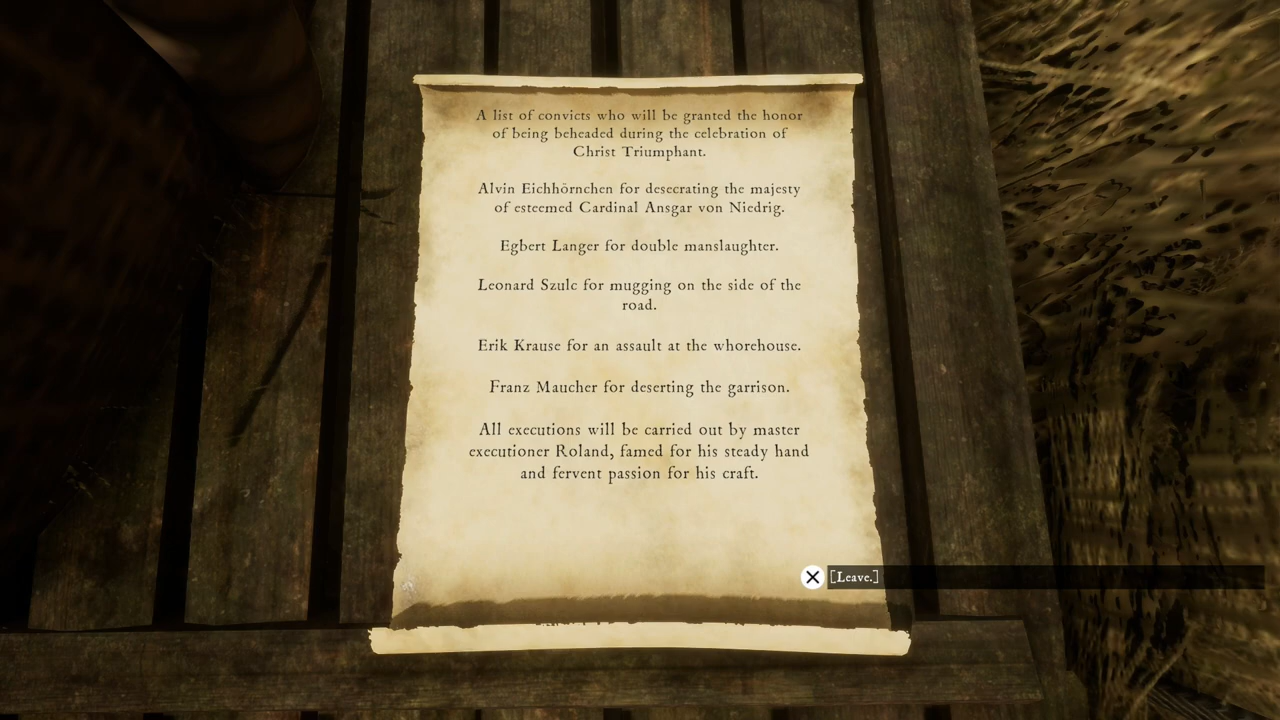 A list of convicts who will be granted the honor
of being beheaded during the celebration of
Christ Triumphant.
Alvin Eichhörnchen for desecrating the majesty
of esteemed Cardinal Ansgar von Niedrig.
Egbert Langer for double manslaughter.
Leonard Szulc for mugging on the side of the
road.
Erik Krause for an assault at the whorehouse.
Franz Maucher for deserting the garrison.
All executions will be carried out by master
executioner Roland, famed for his steady hand
and fervent passion for his craft.
[Leave.]